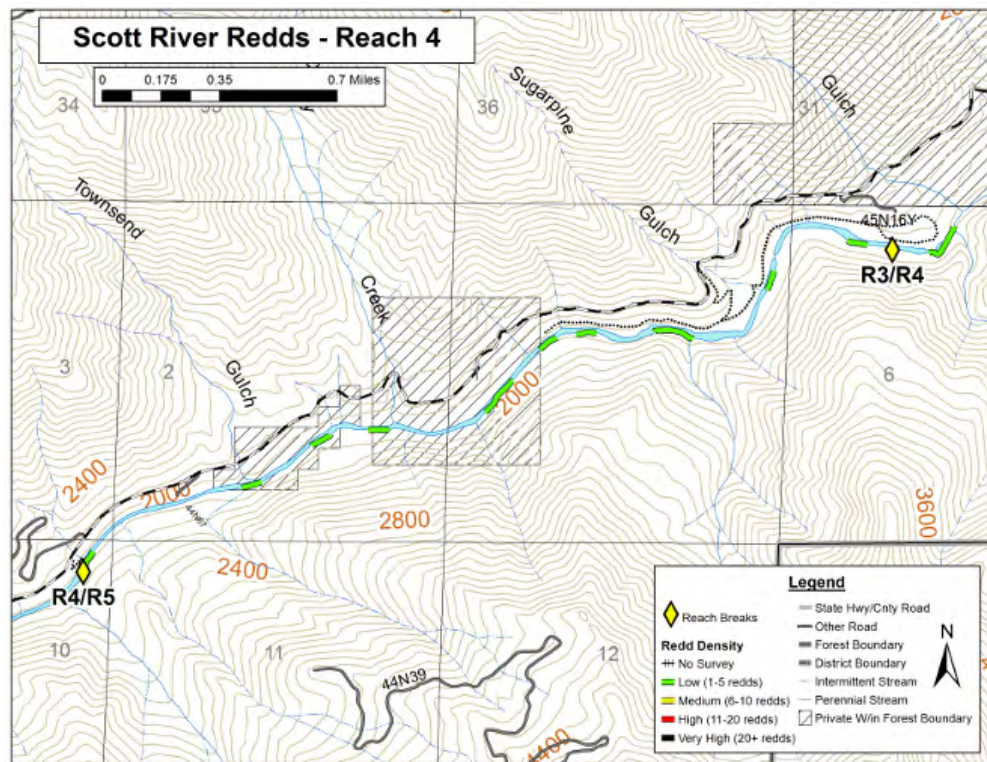 Scott River Redds - Reach 4
0 0.175 0.35 0.7 Miles
34
36
31
Sugarpine
Gulch
Gulch
Townsend
Gulch
Creek
45N16Y
R3/R4
3
2
6
2000
2400
2000
44N67
2800
3600
2400
R4/R5
10
11
12
44N39
4400
Legend
Reach Breaks
Redd Density
No Survey
Low (1-5 redds)
Medium (6-10 redds)
High (11-20 redds)
Very High (20+ redds)
State Hwy/Cnty Road
Other Road
Forest Boundary
District Boundary
Intermittent Stream
Perennial Stream
Private W/in Forest Boundary
N